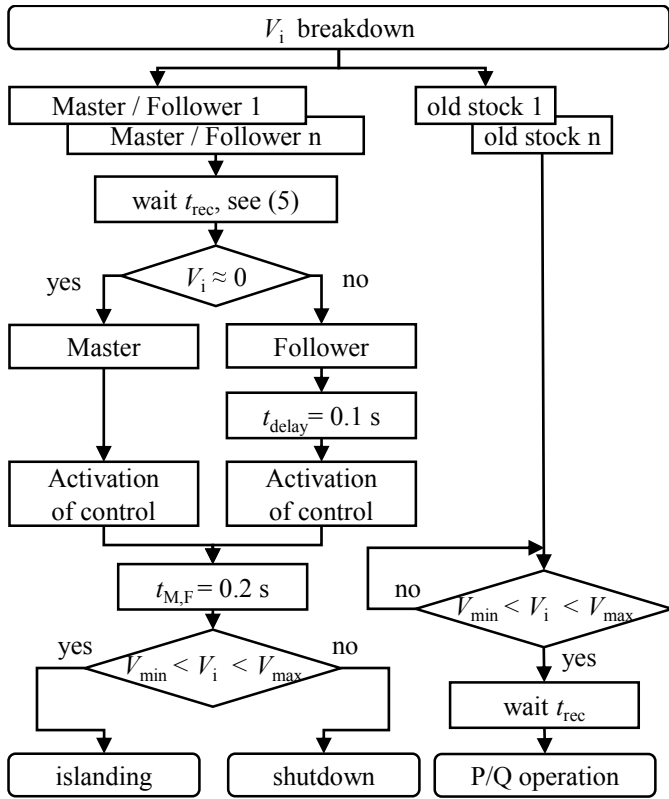 V_i breakdown
Master / Follower 1
Master / Follower n
old stock 1
old stock n
wait t_rec, see (5)
yes
V_i ≈ 0
no
Master
Follower
t_delay = 0.1 s
Activation
of control
Activation
of control
t_M,F = 0.2 s
no
V_min < V_i < V_max
yes
V_min < V_i < V_max
no
yes
wait t_rec
islanding
shutdown
P/Q operation